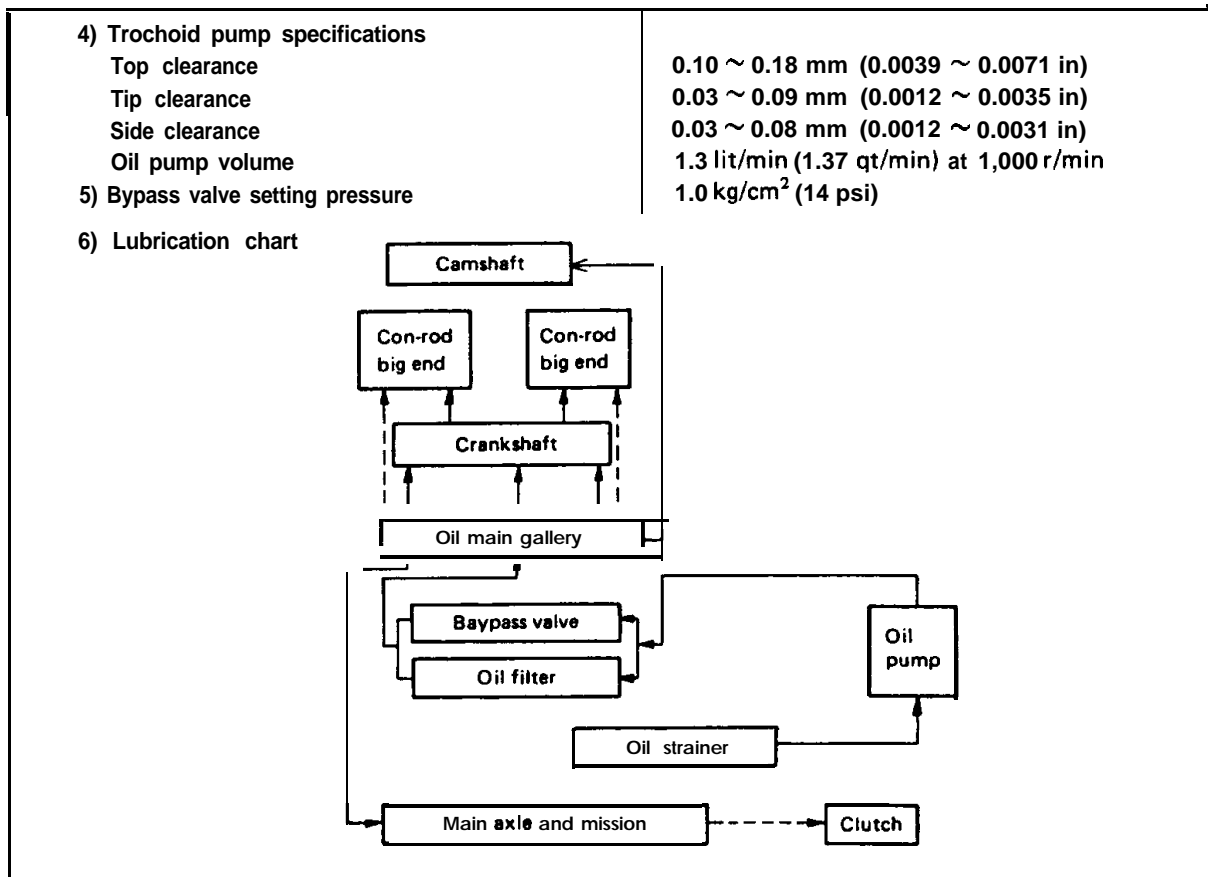 4) Trochoid pump specifications
Top clearance 0.10 ~ 0.18 mm (0.0039 ~ 0.0071 in)
Tip clearance 0.03 ~ 0.09 mm (0.0012 ~ 0.0035 in)
Side clearance 0.03 ~ 0.08 mm (0.0012 ~ 0.0031 in)
Oil pump volume 1.3 lit/min (1.37 qt/min) at 1,000 r/min
5) Bypass valve setting pressure 1.0 kg/cm² (14 psi)
6) Lubrication chart
Camshaft
Con-rod Con-rod
big end big end
Crankshaft
Oil main gallery
Baypass valve
Oil filter
Oil
pump
Oil strainer
Main axle and mission
Clutch